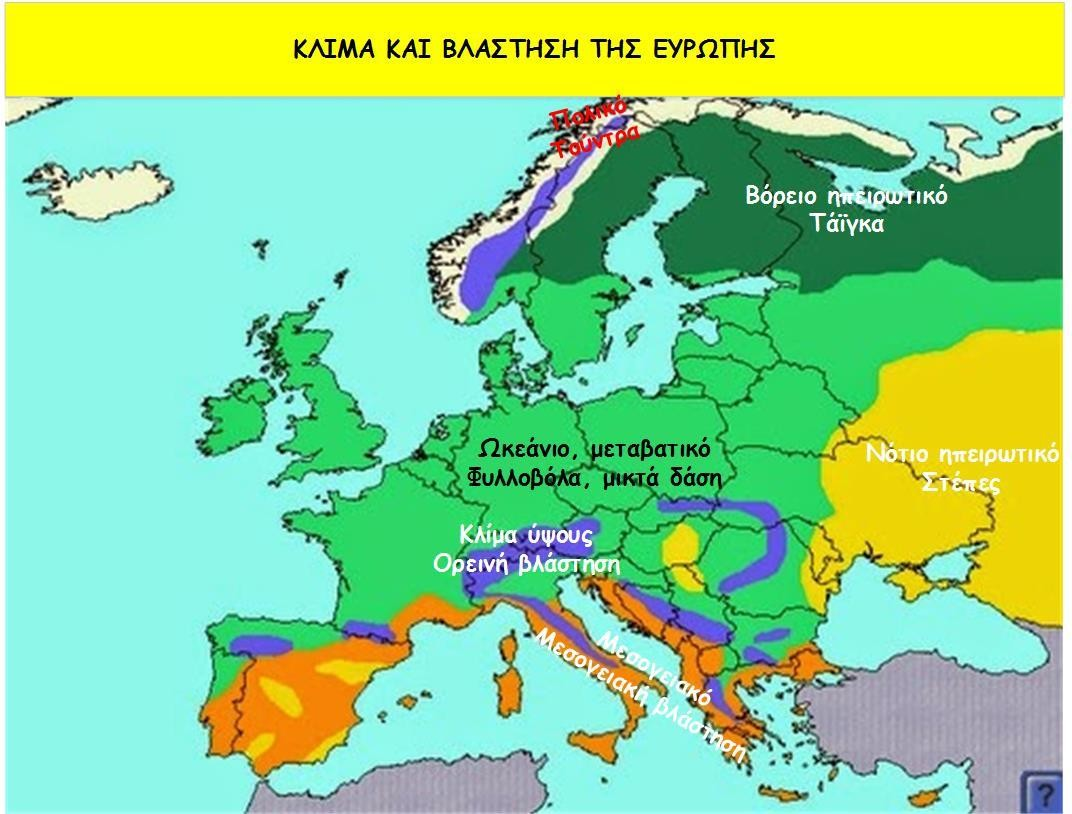 ΚΛΙΜΑ ΚΑΙ ΒΛΑΣΤΗΣΗ ΤΗΣ ΕΥΡΩΠΗΣ
Πολικό
Τούντρα
Βόρειο ηπειρωτικό
Τάϊγκα
Ωκεάνιο, μεταβατικό
Φυλλοβόλα, μικτά δάση
Νότιο ηπειρωτικό
Στέπες
Κλίμα ύψους
Ορεινή βλάστηση
Μεσογειακό
Μεσογειακή βλάστηση
?